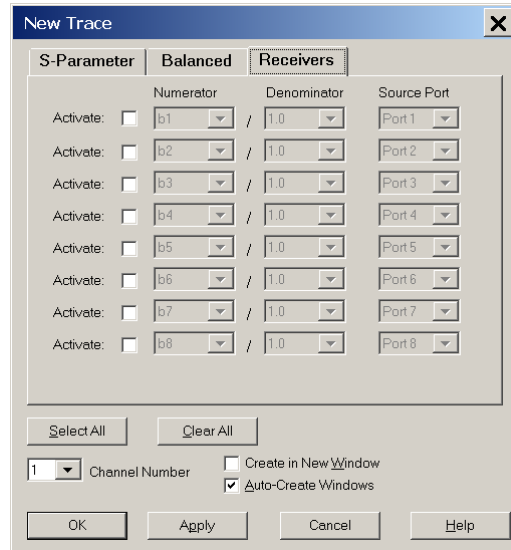 New Trace
S-Parameter Balanced Receivers
Numerator Denominator Source Port
Activate: b1 / 1.0 Port 1
Activate: b2 / 1.0 Port 2
Activate: b3 / 1.0 Port 3
Activate: b4 / 1.0 Port 4
Activate: b5 / 1.0 Port 5
Activate: b6 / 1.0 Port 6
Activate: b7 / 1.0 Port 7
Activate: b8 / 1.0 Port 8
Select All Clear All
1 Channel Number Create in New Window
Auto-Create Windows
OK Apply Cancel Help